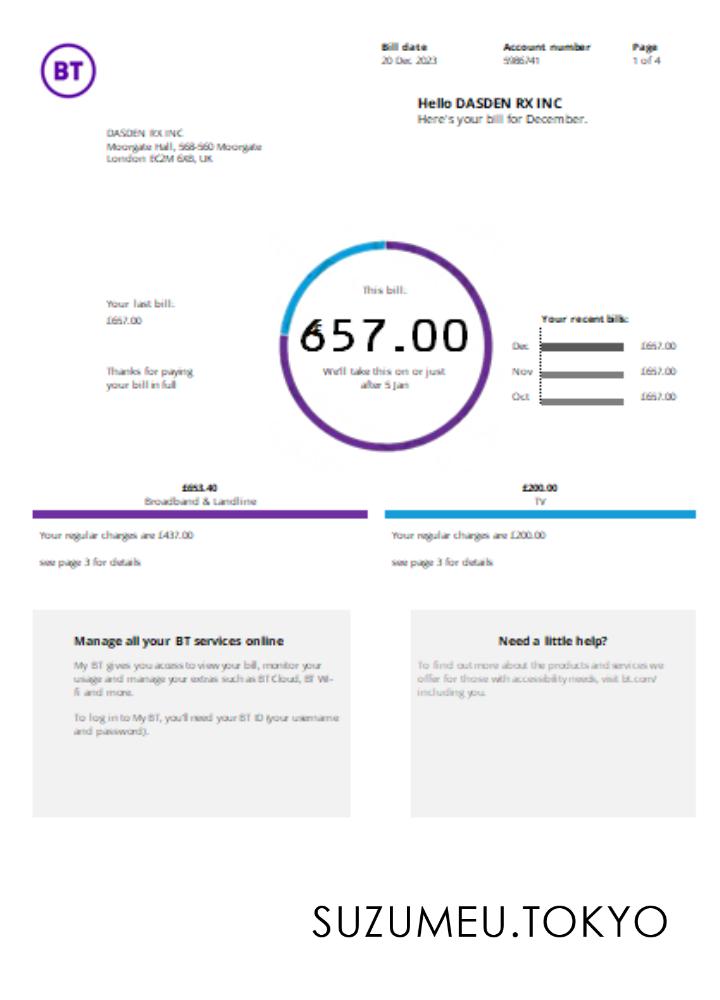 BT
Bill date
20 Dec 2023
Account number
5986741
Page
1 of 4
Hello DASDEN RX INC
Here's your bill for December.
DASDEN RX INC
Moorgate Hall, 568-560 Moorgate
London EC2M 6XB, UK
Your last bill:
£657.00
Thanks for paying
your bill in full
This bill:
657.00
We'll take this on or just
after 5 Jan
Your recent bills:
Dec £657.00
Nov £657.00
Oct £657.00
£653.40
Broadband & Landline
Your regular charges are £437.00
see page 3 for details
£200.00
TV
Your regular charges are £200.00
see page 3 for details
Manage all your BT services online
My BT gives you access to view your bill, monitor your
usage and manage your extras such as BT Cloud, BT Wi-
fi and more.
To log in to My BT, you'll need your BT ID (your username
and password).
Need a little help?
To find out more about the products and services we
offer for those with accessibility needs, visit bt.com/
including you.
SUZUMEU.TOKYO